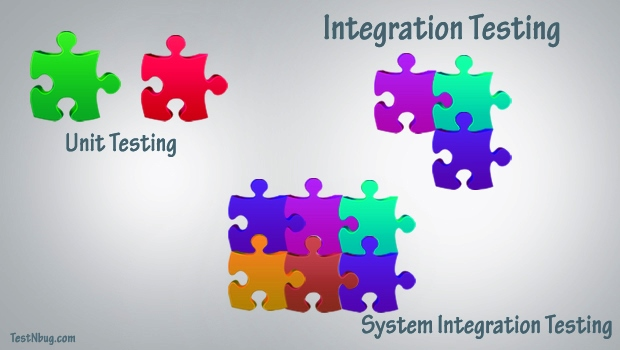 Integration Testing
Unit Testing
System Integration Testing
TestNbug.com